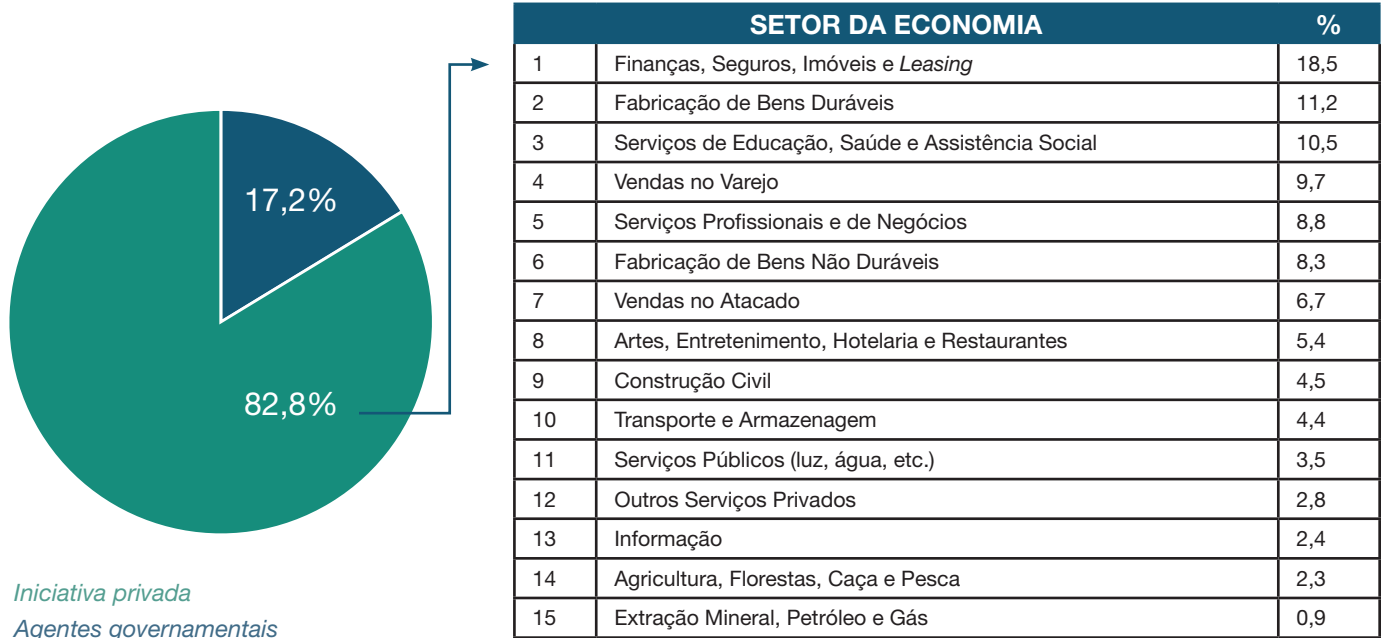 17,2%
82,8%
Iniciativa privada
Agentes governamentais
SETOR DA ECONOMIA %
1 Finanças, Seguros, Imóveis e Leasing 18,5
2 Fabricação de Bens Duráveis 11,2
3 Serviços de Educação, Saúde e Assistência Social 10,5
4 Vendas no Varejo 9,7
5 Serviços Profissionais e de Negócios 8,8
6 Fabricação de Bens Não Duráveis 8,3
7 Vendas no Atacado 6,7
8 Artes, Entretenimento, Hotelaria e Restaurantes 5,4
9 Construção Civil 4,5
10 Transporte e Armazenagem 4,4
11 Serviços Públicos (luz, água, etc.) 3,5
12 Outros Serviços Privados 2,8
13 Informação 2,4
14 Agricultura, Florestas, Caça e Pesca 2,3
15 Extração Mineral, Petróleo e Gás 0,9